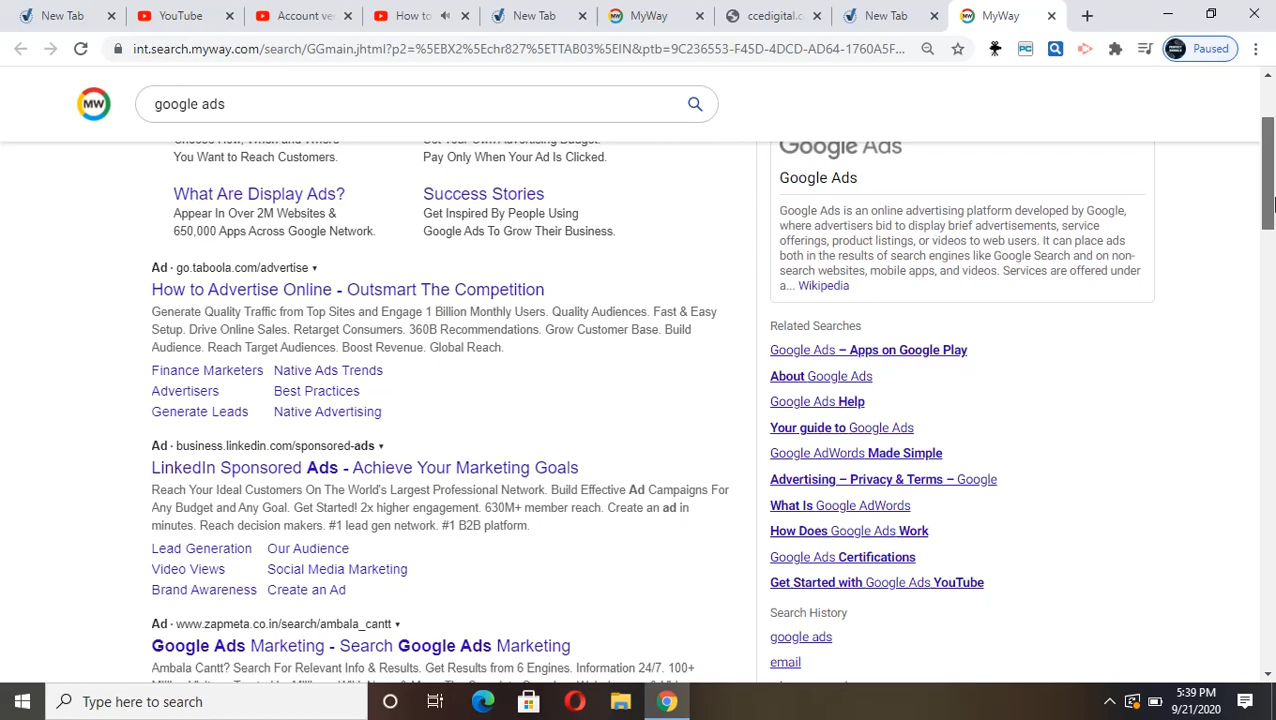 New Tab
YouTube
Account ve
How to
New Tab
MyWay
ccedigital.c
New Tab
MyWay
int.search.myway.com/search/GGmain.jhtml?p2=%5EBX2%5Echr827%5ETTAB03%5EIN&ptb=9C236553-F45D-4DCD-AD64-1760A5F...
PC
Paused
MW
google ads
You Want to Reach Customers.
Pay Only When Your Ad Is Clicked.
What Are Display Ads?
Success Stories
Appear In Over 2M Websites &
650,000 Apps Across Google Network.
Get Inspired By People Using
Google Ads To Grow Their Business.
Ad · go.taboola.com/advertise
How to Advertise Online - Outsmart The Competition
Generate Quality Traffic from Top Sites and Engage 1 Billion Monthly Users. Quality Audiences. Fast & Easy
Setup. Drive Online Sales. Retarget Consumers. 360B Recommendations. Grow Customer Base. Build
Audience. Reach Target Audiences. Boost Revenue. Global Reach.
Finance Marketers Native Ads Trends
Advertisers Best Practices
Generate Leads Native Advertising
Ad · business.linkedin.com/sponsored-ads
LinkedIn Sponsored Ads - Achieve Your Marketing Goals
Reach Your Ideal Customers On The World's Largest Professional Network. Build Effective Ad Campaigns For
Any Budget and Any Goal. Get Started! 2x higher engagement. 630M+ member reach. Create an ad in
minutes. Reach decision makers. #1 lead gen network. #1 B2B platform.
Lead Generation Our Audience
Video Views Social Media Marketing
Brand Awareness Create an Ad
Ad · www.zapmeta.co.in/search/ambala_cantt
Google Ads Marketing - Search Google Ads Marketing
Ambala Cantt? Search For Relevant Info & Results. Get Results from 6 Engines. Information 24/7. 100+
Google Ads
Google Ads
Google Ads is an online advertising platform developed by Google,
where advertisers bid to display brief advertisements, service
offerings, product listings, or videos to web users. It can place ads
both in the results of search engines like Google Search and on non-
search websites, mobile apps, and videos. Services are offered under
a... Wikipedia
Related Searches
Google Ads – Apps on Google Play
About Google Ads
Google Ads Help
Your guide to Google Ads
Google AdWords Made Simple
Advertising – Privacy & Terms – Google
What Is Google AdWords
How Does Google Ads Work
Google Ads Certifications
Get Started with Google Ads YouTube
Search History
google ads
email
Type here to search
5:39 PM
9/21/2020